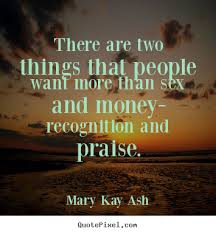 There are two
things that people
want more than sex
and money-
recognition and
praise.
Mary Kay Ash
QuotePixel.com